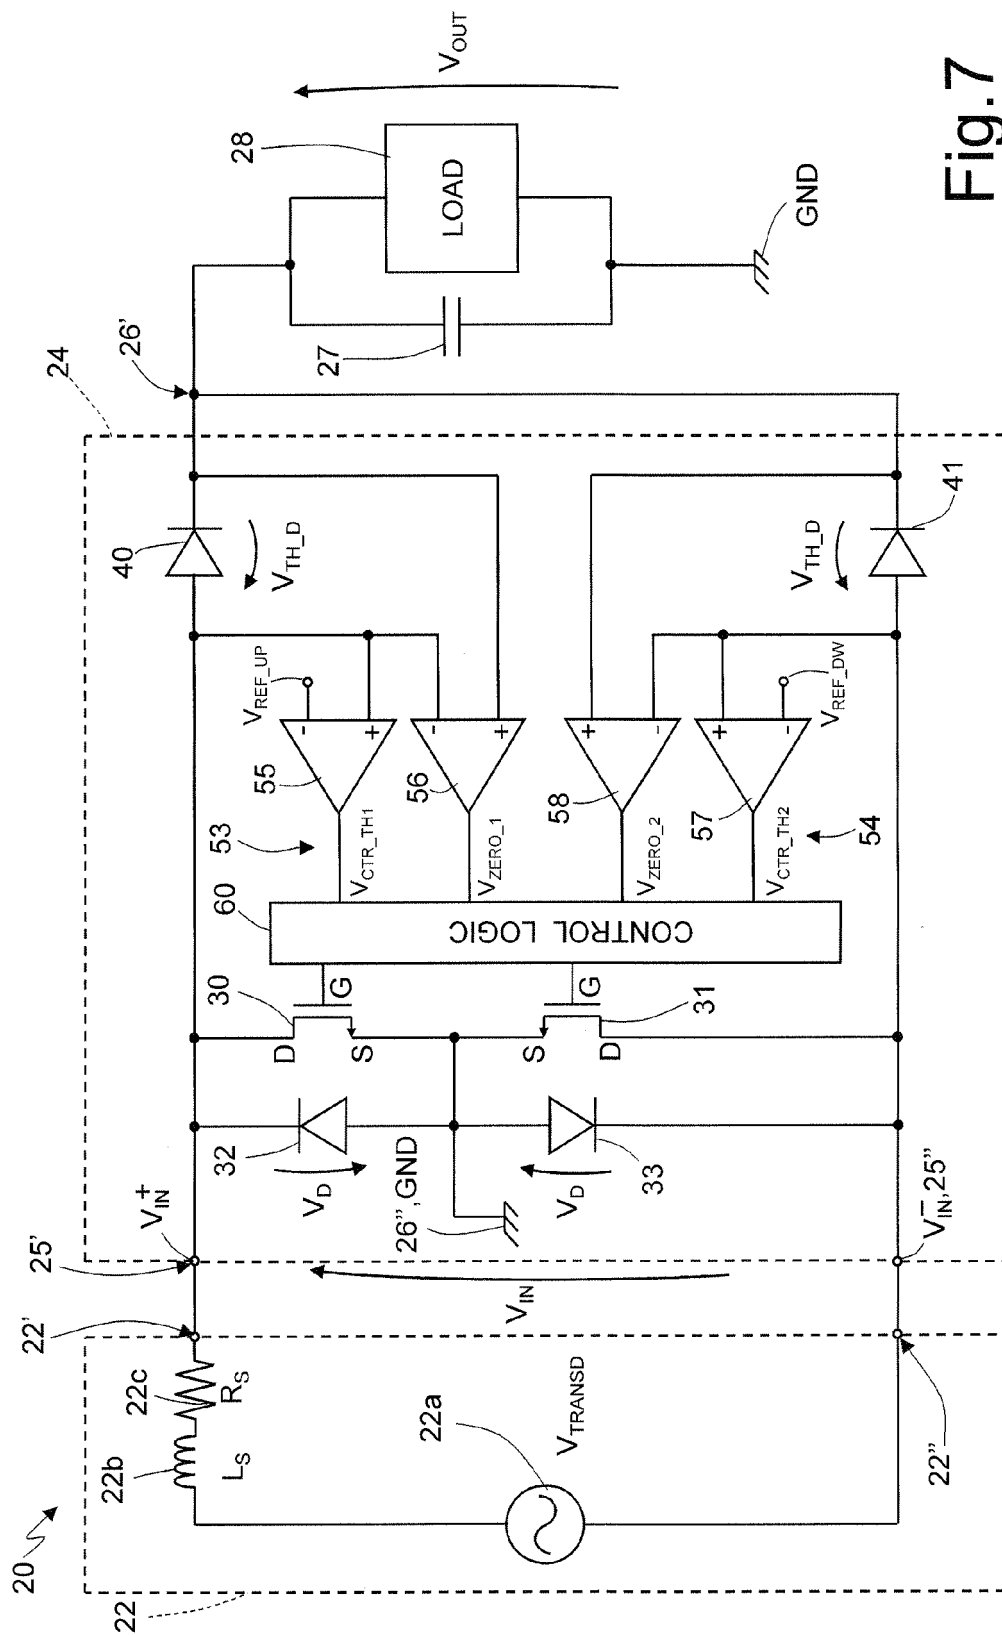 20
22
22b
22c
LS
RS
22a
VTRANSD
22'
22''
25'
VIN+
VIN
VIN−,25''
24
32
VD
26'',GND
VD
33
30
D
G
S
S
G
D
31
60
CONTROL LOGIC
53
VCTR_TH1
VZERO_1
VZERO_2
VCTR_TH2
54
55
56
58
57
-
+
-
+
+
-
+
-
VREF_UP
VREF_DW
40
VTH_D
VTH_D
41
26'
27
28
LOAD
VOUT
GND
Fig.7